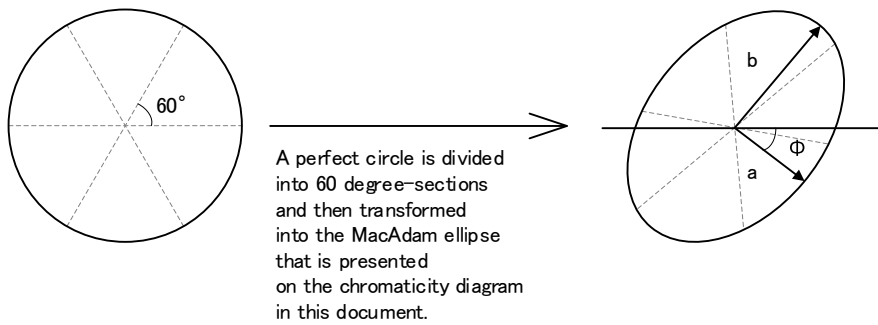 60°
A perfect circle is divided
into 60 degree-sections
and then transformed
into the MacAdam ellipse
that is presented
on the chromaticity diagram
in this document.
b
Φ
a